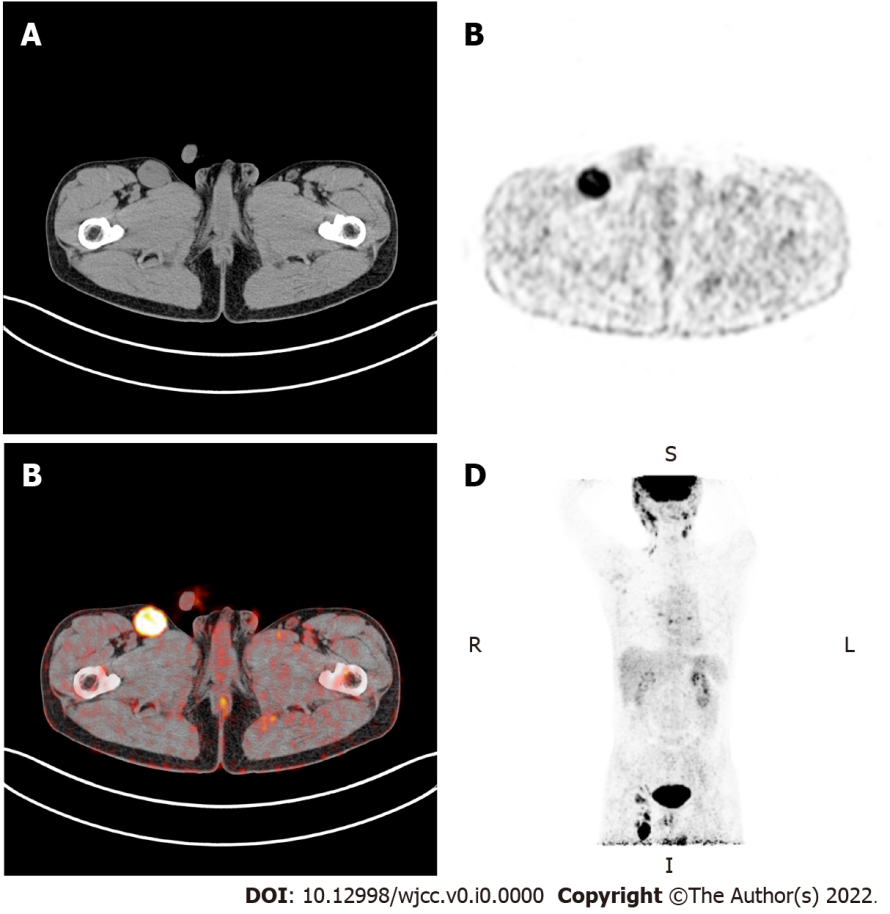 A
B
B
D
S
R
L
I
DOI: 10.12998/wjcc.v0.i0.0000 Copyright ©The Author(s) 2022.